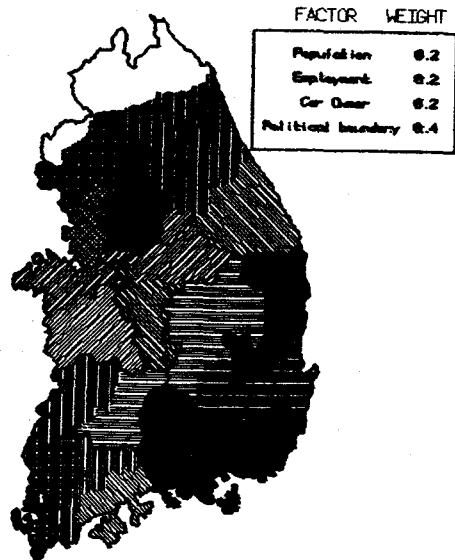 FACTOR WEIGHT
Population 0.2
Employment 0.2
Car Owner 0.2
Political boundary 0.4